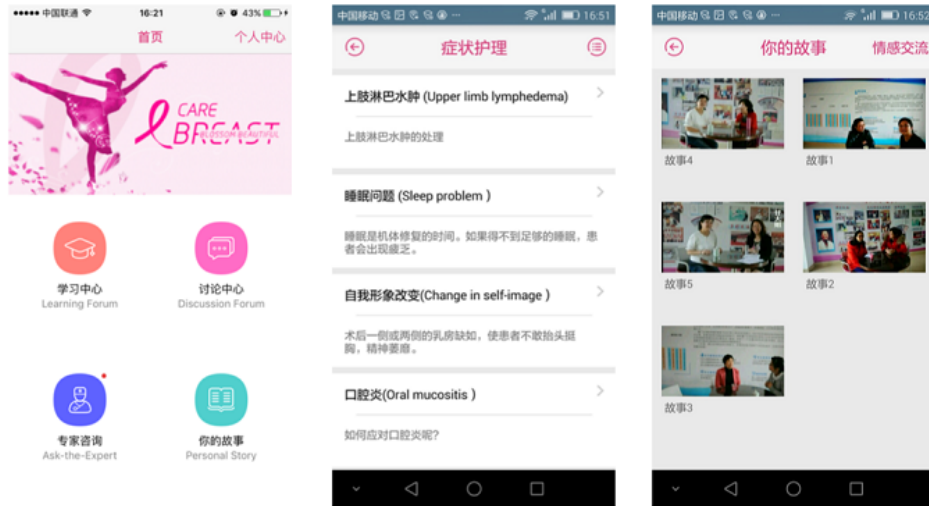 中国联通 16:21 43%
首页 个人中心
CARE
BREAST
BLOSSOM BEAUTIFUL
学习中心
Learning Forum
讨论中心
Discussion Forum
专家咨询
Ask-the-Expert
你的故事
Personal Story
中国移动 16:51
症状护理
上肢淋巴水肿 (Upper limb lymphedema)
上肢淋巴水肿的处理
睡眠问题 (Sleep problem )
睡眠是机体修复的时间。如果得不到足够的睡眠，患
者会出现疲乏。
自我形象改变(Change in self-image )
术后一侧或两侧的乳房缺如，使患者不敢抬头挺
胸，精神萎靡。
口腔炎(Oral mucositis )
如何应对口腔炎呢?
中国移动 16:52
你的故事 情感交流
故事4
故事1
故事5
故事2
故事3